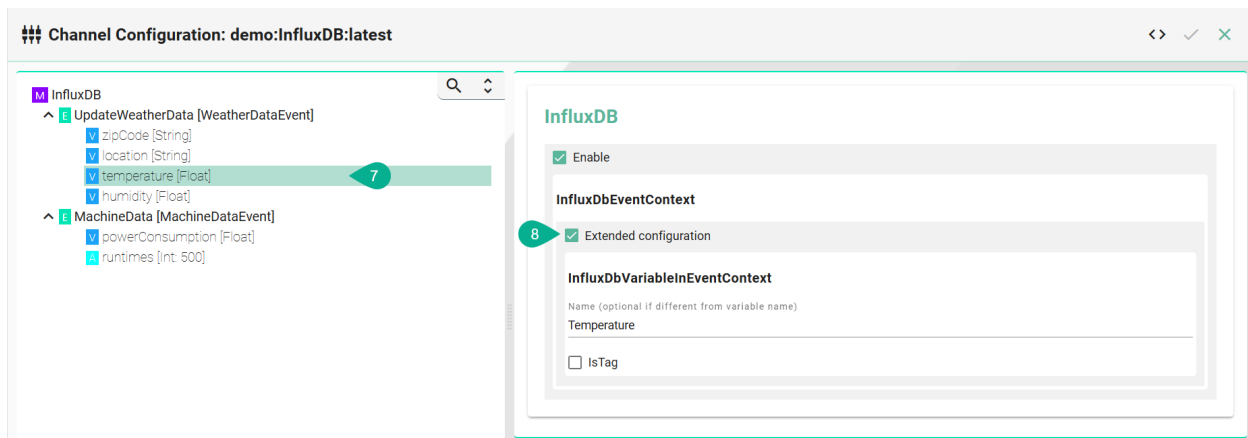 Channel Configuration: demo:InfluxDB:latest
M InfluxDB
E UpdateWeatherData [WeatherDataEvent]
V zipCode [String]
V location [String]
V temperature [Float]
7
V humidity [Float]
E MachineData [MachineDataEvent]
V powerConsumption [Float]
A runtimes [Int: 500]
InfluxDB
Enable
InfluxDbEventContext
8
Extended configuration
InfluxDbVariableInEventContext
Name (optional if different from variable name)
Temperature
IsTag